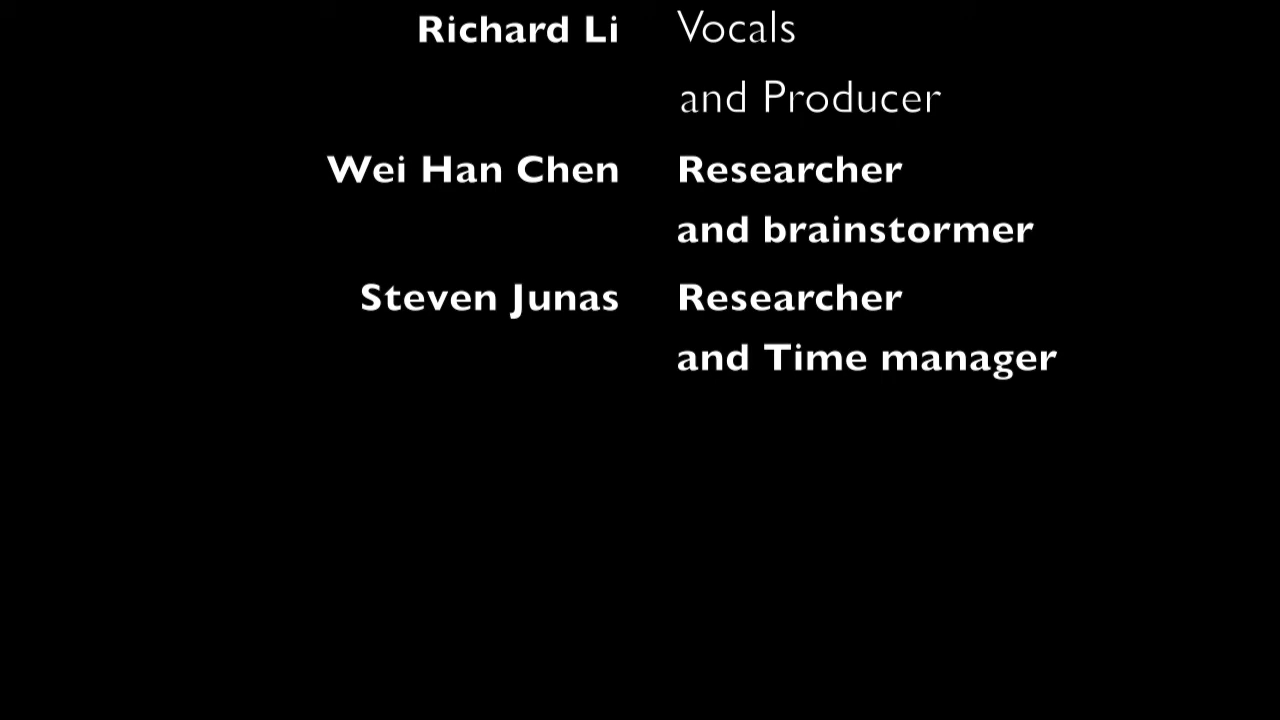 Richard Li Vocals
and Producer
Wei Han Chen Researcher
and brainstormer
Steven Junas Researcher
and Time manager